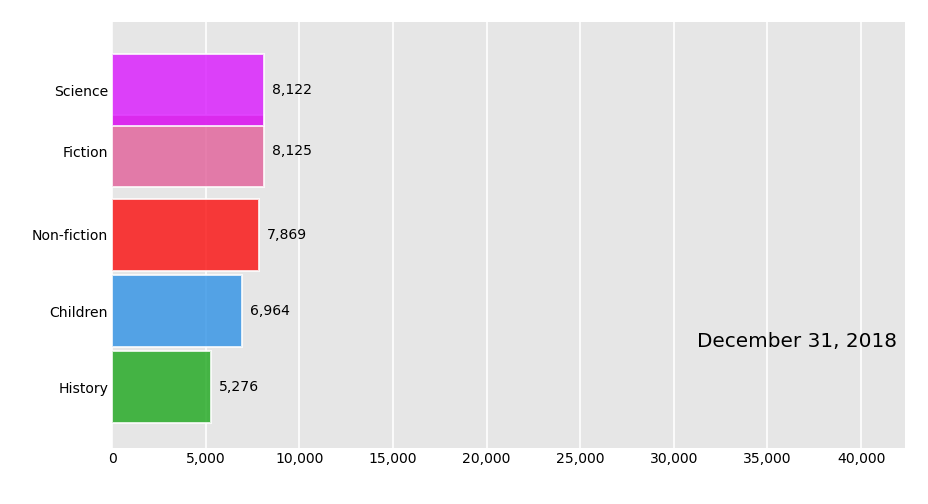 Science 8,122
Fiction 8,125
Non-fiction 7,869
Children 6,964
December 31, 2018
History 5,276
0 5,000 10,000 15,000 20,000 25,000 30,000 35,000 40,000